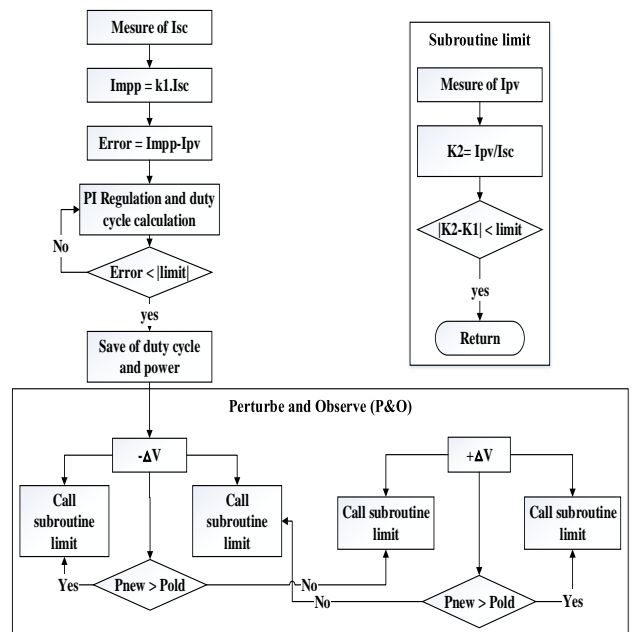 Mesure of Isc
Impp = k1.Isc
Error = Impp-Ipv
PI Regulation and duty
cycle calculation
No
Error < |limit|
yes
Save of duty cycle
and power
Subroutine limit
Mesure of Ipv
K2= Ipv/Isc
|K2-K1| < limit
yes
Return
Perturbe and Observe (P&O)
-ΔV
+ΔV
Call
subroutine
limit
Call
subroutine
limit
Call subroutine
limit
Call subroutine
limit
Yes
Pnew > Pold
No
No
Pnew > Pold
Yes